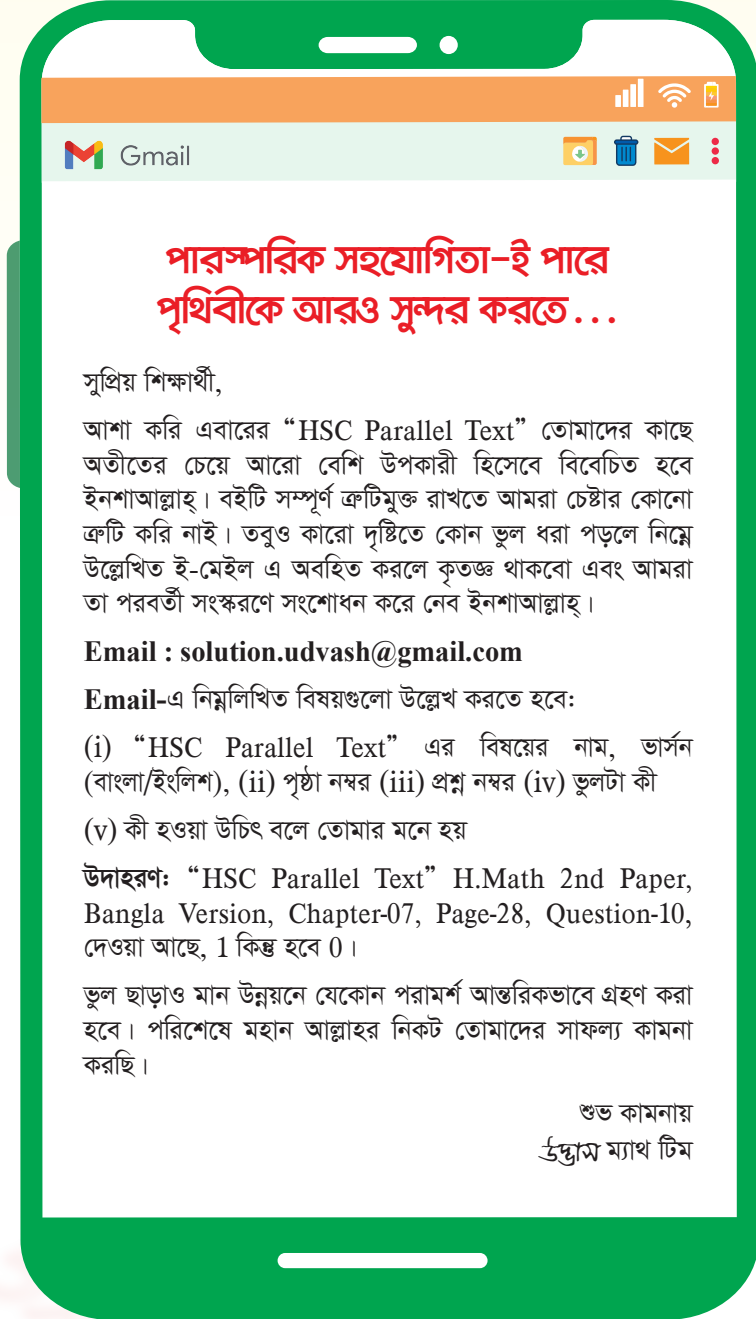 Gmail
পারস্পরিক সহযোগিতা-ই পারে
পৃথিবীকে আরও সুন্দর করতে...
সুপ্রিয় শিক্ষার্থী,
আশা করি এবারের “HSC Parallel Text” তোমাদের কাছে
অতীতের চেয়ে আরো বেশি উপকারী হিসেবে বিবেচিত হবে
ইনশাআল্লাহ্। বইটি সম্পূর্ণ ত্রুটিমুক্ত রাখতে আমরা চেষ্টার কোনো
ত্রুটি করি নাই। তবুও কারো দৃষ্টিতে কোন ভুল ধরা পড়লে নিম্নে
উল্লেখিত ই-মেইল এ অবহিত করলে কৃতজ্ঞ থাকবো এবং আমরা
তা পরবর্তী সংস্করণে সংশোধন করে নেব ইনশাআল্লাহ্।
Email : solution.udvash@gmail.com
Email-এ নিম্নলিখিত বিষয়গুলো উল্লেখ করতে হবে:
(i) “HSC Parallel Text” এর বিষয়ের নাম, ভার্সন
(বাংলা/ইংলিশ), (ii) পৃষ্ঠা নম্বর (iii) প্রশ্ন নম্বর (iv) ভুলটা কী
(v) কী হওয়া উচিৎ বলে তোমার মনে হয়
উদাহরণ: “HSC Parallel Text” H.Math 2nd Paper,
Bangla Version, Chapter-07, Page-28, Question-10,
দেওয়া আছে, 1 কিন্তু হবে 0।
ভুল ছাড়াও মান উন্নয়নে যেকোন পরামর্শ আন্তরিকভাবে গ্রহণ করা
হবে। পরিশেষে মহান আল্লাহর নিকট তোমাদের সাফল্য কামনা
করছি।
শুভ কামনায়
উদ্ভাস ম্যাথ টিম